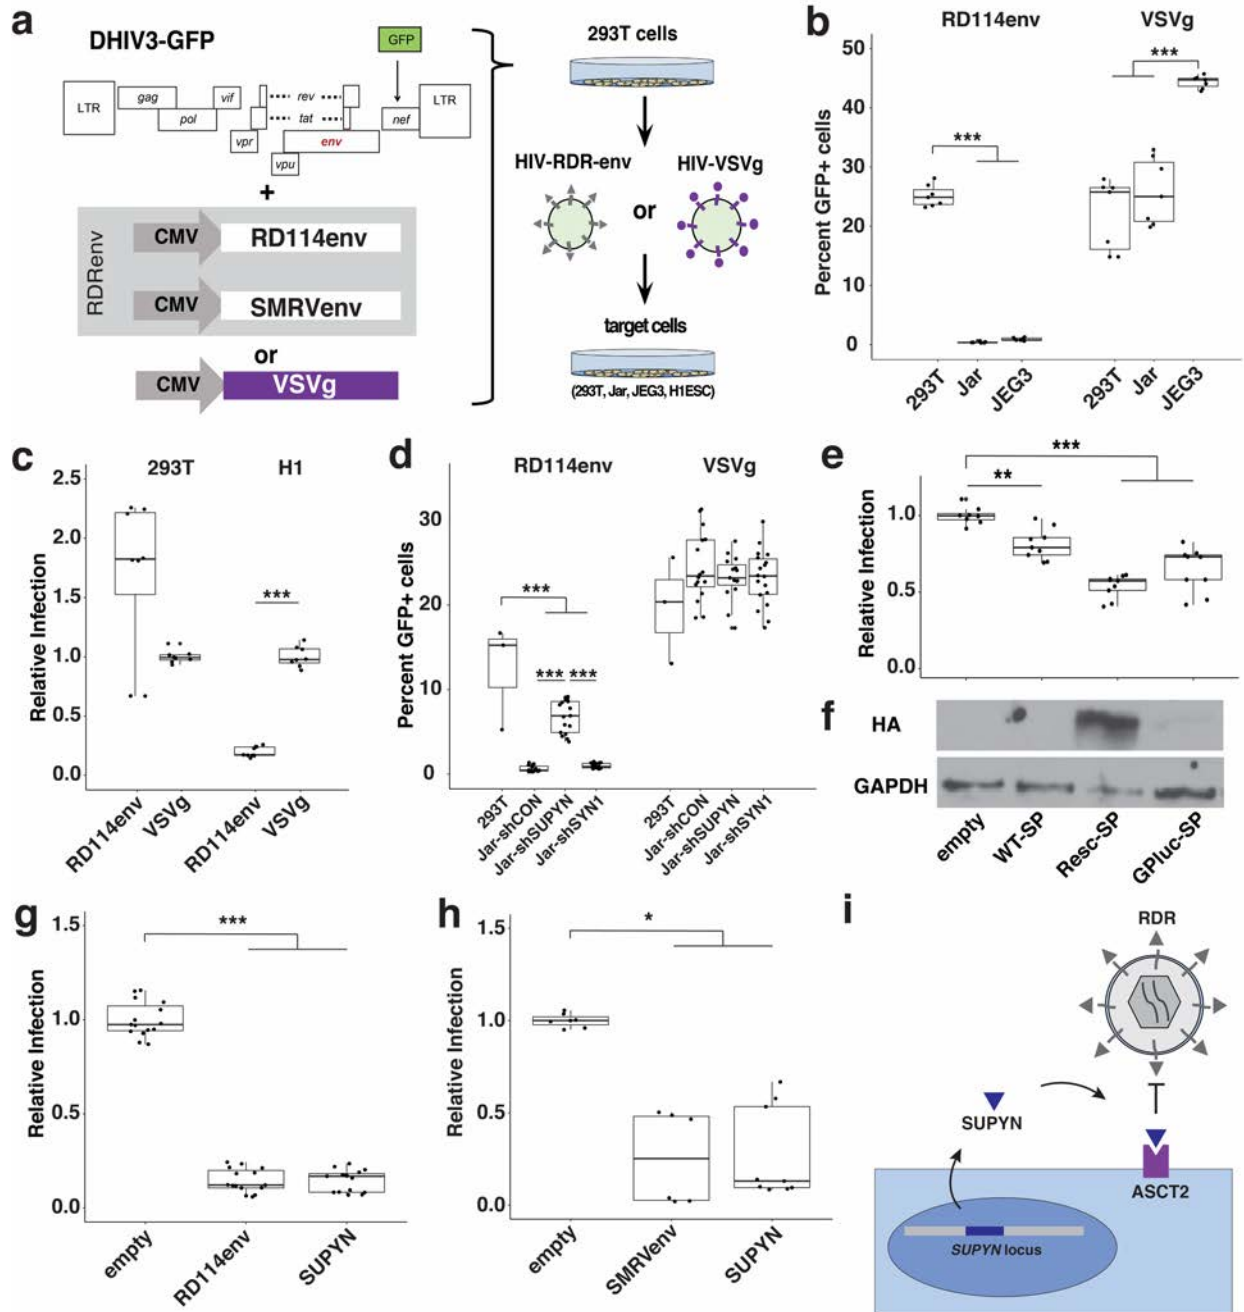 a
DHIV3-GFP
GFP
LTR
gag
pol
vif
vpr
vpu
rev
tat
env
nef
LTR
+
RDRenv
CMV
RD114env
CMV
SMRVenv
or
CMV
VSVg
293T cells
HIV-RDR-env
HIV-VSVg
or
target cells
(293T, Jar, JEG3, H1ESC)
b
RD114env
VSVg
Percent GFP+ cells
50
40
30
20
10
0
***
***
293T
Jar
JEG3
293T
Jar
JEG3
c
293T
H1
Relative Infection
2.5
2.0
1.5
1.0
0.5
0.0
***
RD114env
VSVg
RD114env
VSVg
d
RD114env
VSVg
Percent GFP+ cells
30
20
10
0
***
***
***
293T
Jar-shCON
Jar-shSUPYN
Jar-shSYN1
293T
Jar-shCON
Jar-shSUPYN
Jar-shSYN1
e
Relative Infection
1.0
0.5
0.0
***
**
f
HA
GAPDH
empty
WT-SP
Resc-SP
GPluc-SP
g
Relative Infection
1.5
1.0
0.5
0.0
***
empty
RD114env
SUPYN
h
Relative Infection
1.5
1.0
0.5
0.0
*
empty
SMRVenv
SUPYN
i
RDR
SUPYN
ASCT2
SUPYN locus